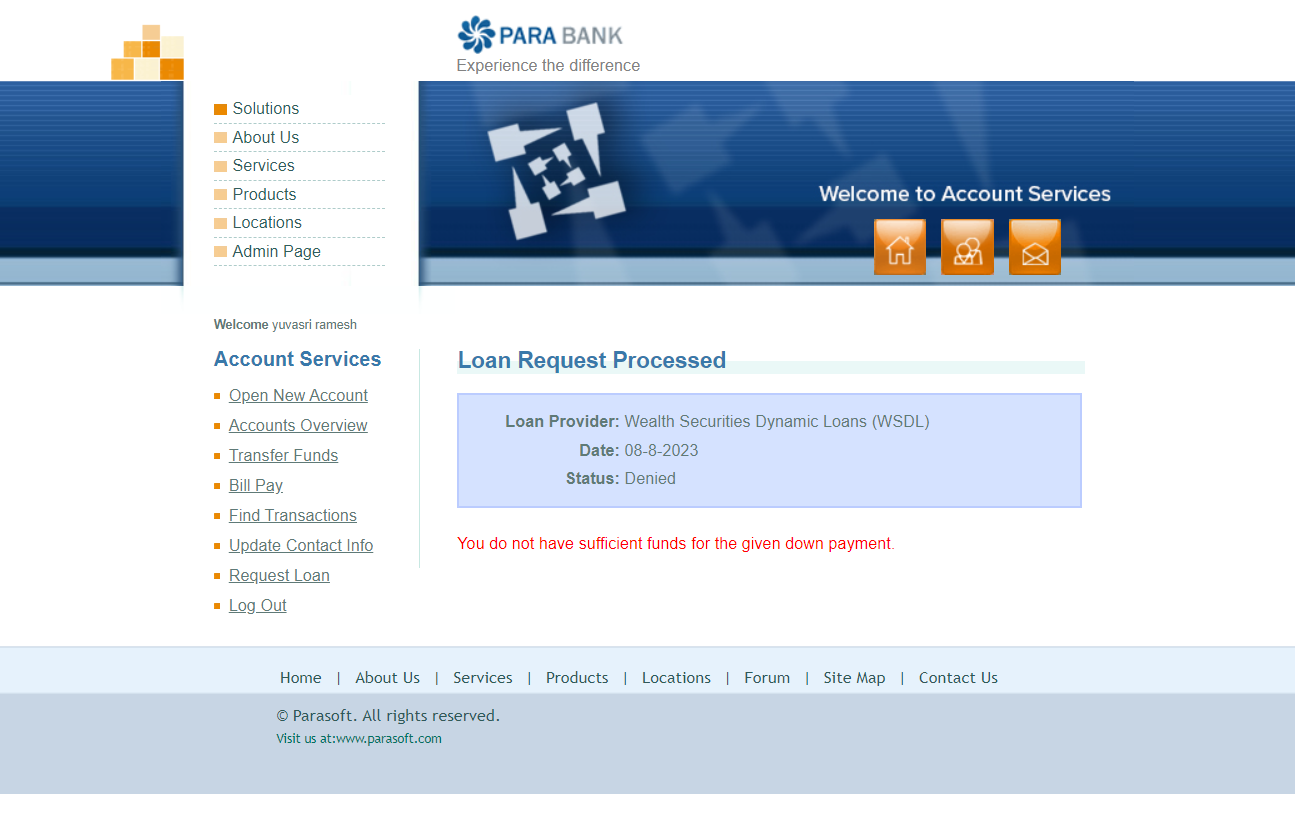 PARA BANK
Experience the difference
Solutions
About Us
Services
Products
Locations
Admin Page
Welcome to Account Services
Welcome yuvasri ramesh
Account Services
Open New Account
Accounts Overview
Transfer Funds
Bill Pay
Find Transactions
Update Contact Info
Request Loan
Log Out
Loan Request Processed
Loan Provider: Wealth Securities Dynamic Loans (WSDL)
Date: 08-8-2023
Status: Denied
You do not have sufficient funds for the given down payment.
Home | About Us | Services | Products | Locations | Forum | Site Map | Contact Us
© Parasoft. All rights reserved.
Visit us at:www.parasoft.com